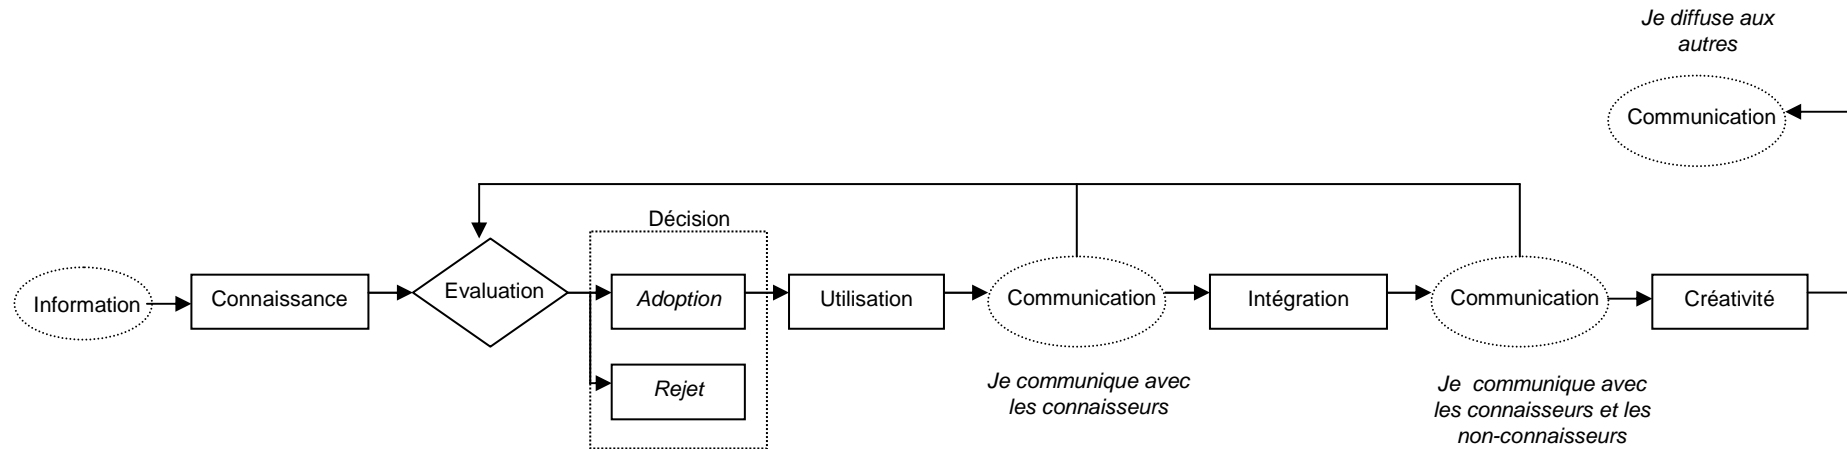 Je diffuse aux
autres
Communication
Décision
Information
Connaissance
Evaluation
Adoption
Utilisation
Communication
Intégration
Communication
Créativité
Rejet
Je communique avec
les connaisseurs
Je communique avec
les connaisseurs et les
non-connaisseurs